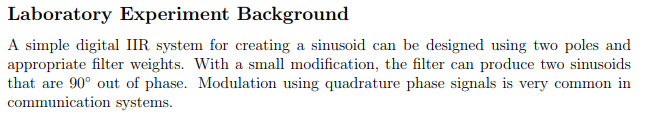 Laboratory Experiment Background
A simple digital IIR system for creating a sinusoid can be designed using two poles and
appropriate filter weights. With a small modification, the filter can produce two sinusoids
that are 90° out of phase. Modulation using quadrature phase signals is very common in
communication systems.